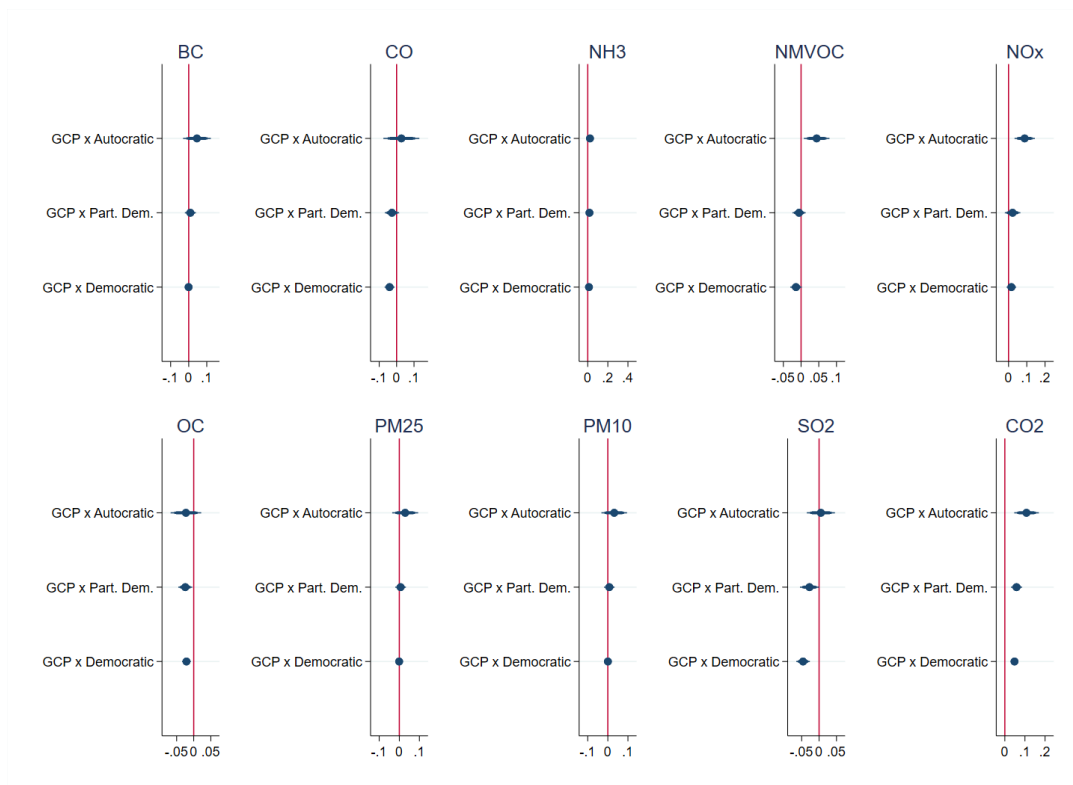 BC
GCP x Autocratic
GCP x Part. Dem.
GCP x Democratic
-.1 0 .1
CO
GCP x Autocratic
GCP x Part. Dem.
GCP x Democratic
-.1 0 .1
NH3
GCP x Autocratic
GCP x Part. Dem.
GCP x Democratic
0 .2 .4
NMVOC
GCP x Autocratic
GCP x Part. Dem.
GCP x Democratic
-.05 0 .05 .1
NOx
GCP x Autocratic
GCP x Part. Dem.
GCP x Democratic
0 .1 .2
OC
GCP x Autocratic
GCP x Part. Dem.
GCP x Democratic
-.05 0 .05
PM25
GCP x Autocratic
GCP x Part. Dem.
GCP x Democratic
-.1 0 .1
PM10
GCP x Autocratic
GCP x Part. Dem.
GCP x Democratic
-.1 0 .1
SO2
GCP x Autocratic
GCP x Part. Dem.
GCP x Democratic
-.05 0 .05
CO2
GCP x Autocratic
GCP x Part. Dem.
GCP x Democratic
0 .1 .2